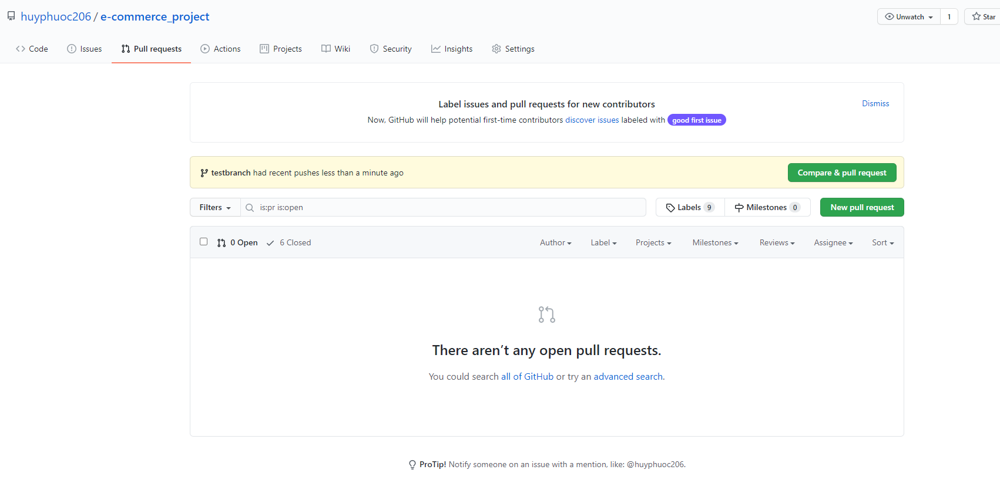 huyphuoc206 / e-commerce_project
Unwatch 1 Star
Code Issues Pull requests Actions Projects Wiki Security Insights Settings
Label issues and pull requests for new contributors
Dismiss
Now, GitHub will help potential first-time contributors discover issues labeled with good first issue
testbranch had recent pushes less than a minute ago
Compare & pull request
Filters is:pr is:open Labels 9 Milestones 0 New pull request
0 Open 6 Closed Author Label Projects Milestones Reviews Assignee Sort
There aren’t any open pull requests.
You could search all of GitHub or try an advanced search.
ProTip! Notify someone on an issue with a mention, like: @huyphuoc206.